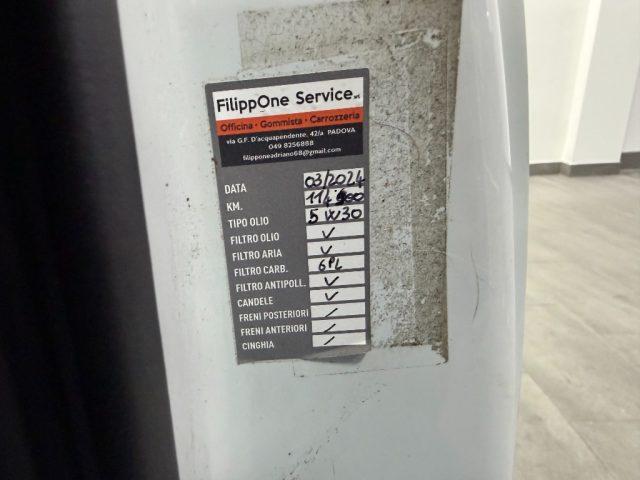 FilippOne Service srl
Officina · Gommista · Carrozzeria
via G.F. D'acquapendente, 42/a PADOVA
049 8256888
filipponeadriano68@gmail.com
DATA 03/2024
KM.
TIPO OLIO 5W30
FILTRO OLIO ✓
FILTRO ARIA ✓
FILTRO CARB. GPL
FILTRO ANTIPOLL. ✓
CANDELE ✓
FRENI POSTERIORI ✓
FRENI ANTERIORI ✓
CINGHIA ✓